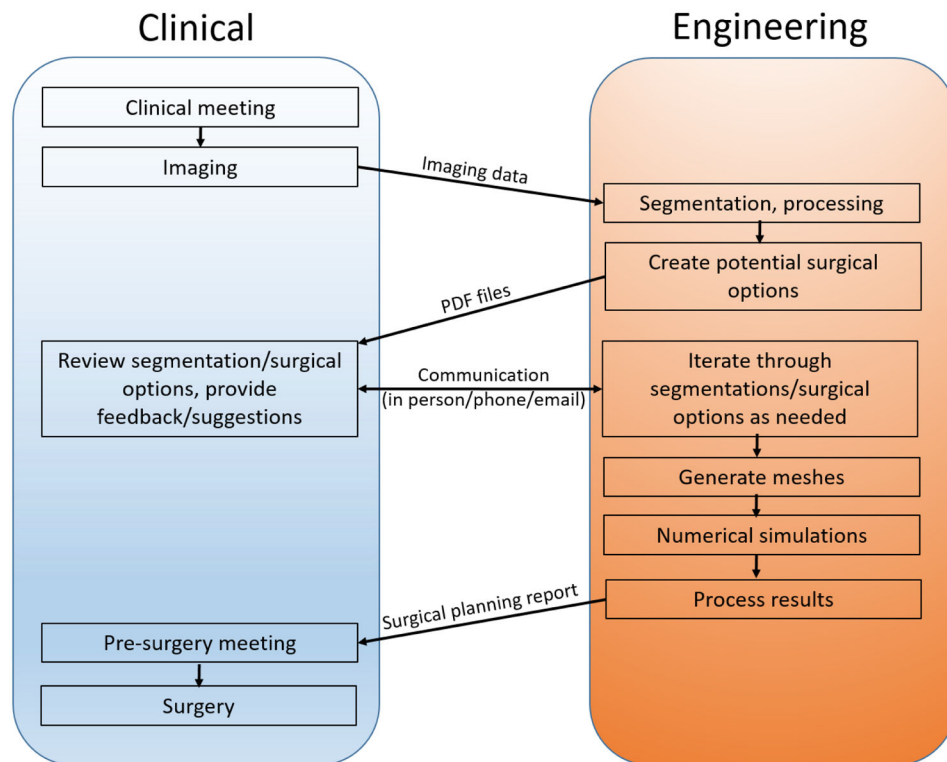 Clinical
Engineering
Clinical meeting
Imaging
Imaging data
Segmentation, processing
Create potential surgical
options
PDF files
Review segmentation/surgical
options, provide
feedback/suggestions
Communication
(in person/phone/email)
Iterate through
segmentations/surgical
options as needed
Generate meshes
Numerical simulations
Process results
Surgical planning report
Pre-surgery meeting
Surgery